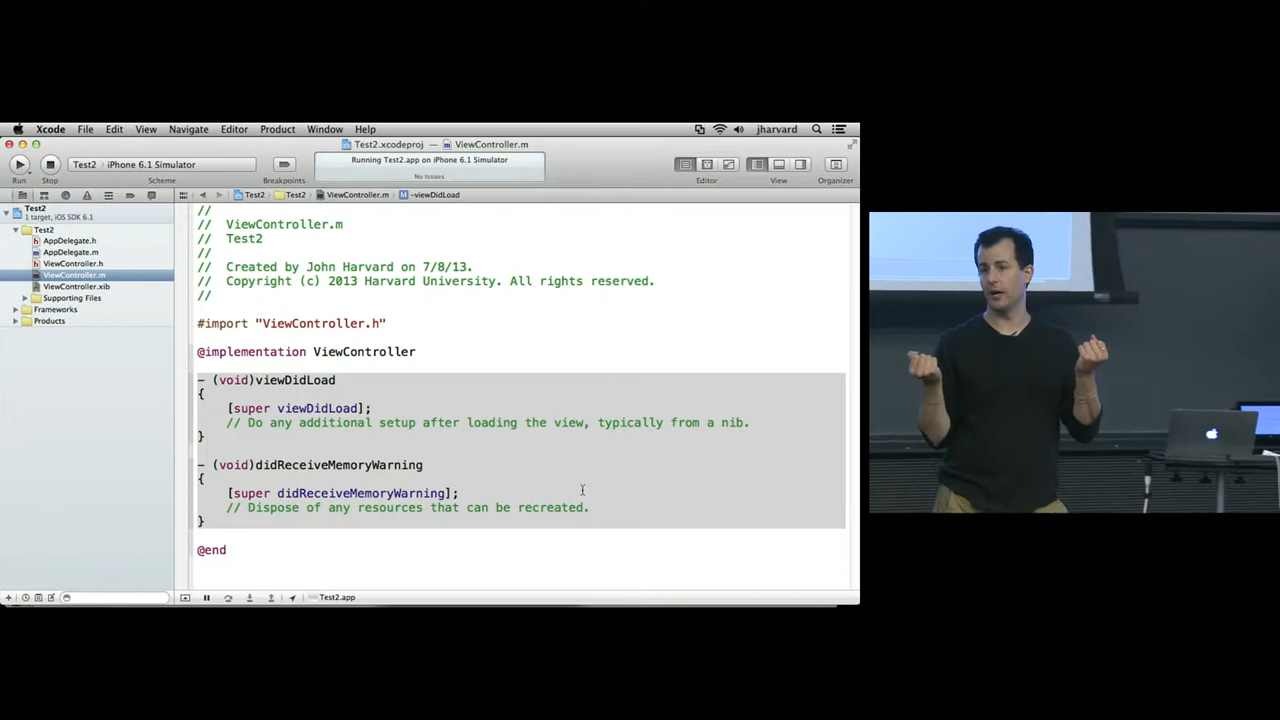 Xcode File Edit View Navigate Editor Product Window Help jharvard
Test2.xcodeproj — ViewController.m
Test2 iPhone 6.1 Simulator
Running Test2.app on iPhone 6.1 Simulator
No Issues
Run Stop Scheme Breakpoints Editor View Organizer
Test2 Test2 ViewController.m M -viewDidLoad
Test2
1 target, iOS SDK 6.1
Test2
h AppDelegate.h
m AppDelegate.m
h ViewController.h
m ViewController.m
ViewController.xib
Supporting Files
Frameworks
Products
//
// ViewController.m
// Test2
//
// Created by John Harvard on 7/8/13.
// Copyright (c) 2013 Harvard University. All rights reserved.
//
#import "ViewController.h"
@implementation ViewController
- (void)viewDidLoad
{
[super viewDidLoad];
// Do any additional setup after loading the view, typically from a nib.
}
- (void)didReceiveMemoryWarning
{
[super didReceiveMemoryWarning];
// Dispose of any resources that can be recreated.
}
@end
Test2.app